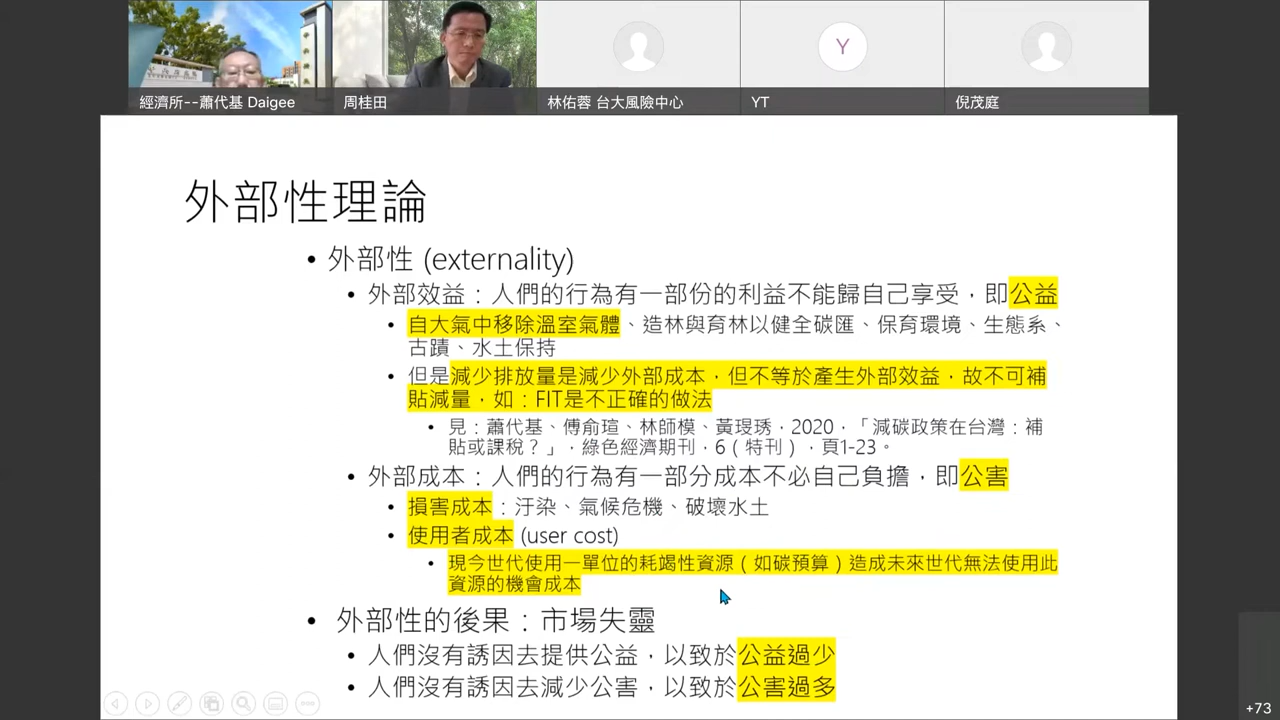 經濟所--蕭代基 Daigee
周桂田
林佑蓉 台大風險中心
Y
YT
倪茂庭
外部性理論
• 外部性 (externality)
• 外部效益：人們的行為有一部份的利益不能歸自己享受，即公益
• 自大氣中移除溫室氣體、造林與育林以健全碳匯、保育環境、生態系、
古蹟、水土保持
• 但是減少排放量是減少外部成本，但不等於產生外部效益，故不可補
貼減量，如：FIT是不正確的做法
• 見：蕭代基、傅俞瑄、林師模、黃琝琇，2020，「減碳政策在台灣：補
貼或課稅？」，綠色經濟期刊，6（特刊），頁1-23。
• 外部成本：人們的行為有一部分成本不必自己負擔，即公害
• 損害成本：汙染、氣候危機、破壞水土
• 使用者成本 (user cost)
• 現今世代使用一單位的耗竭性資源（如碳預算）造成未來世代無法使用此
資源的機會成本
• 外部性的後果：市場失靈
• 人們沒有誘因去提供公益，以致於公益過少
• 人們沒有誘因去減少公害，以致於公害過多
+73